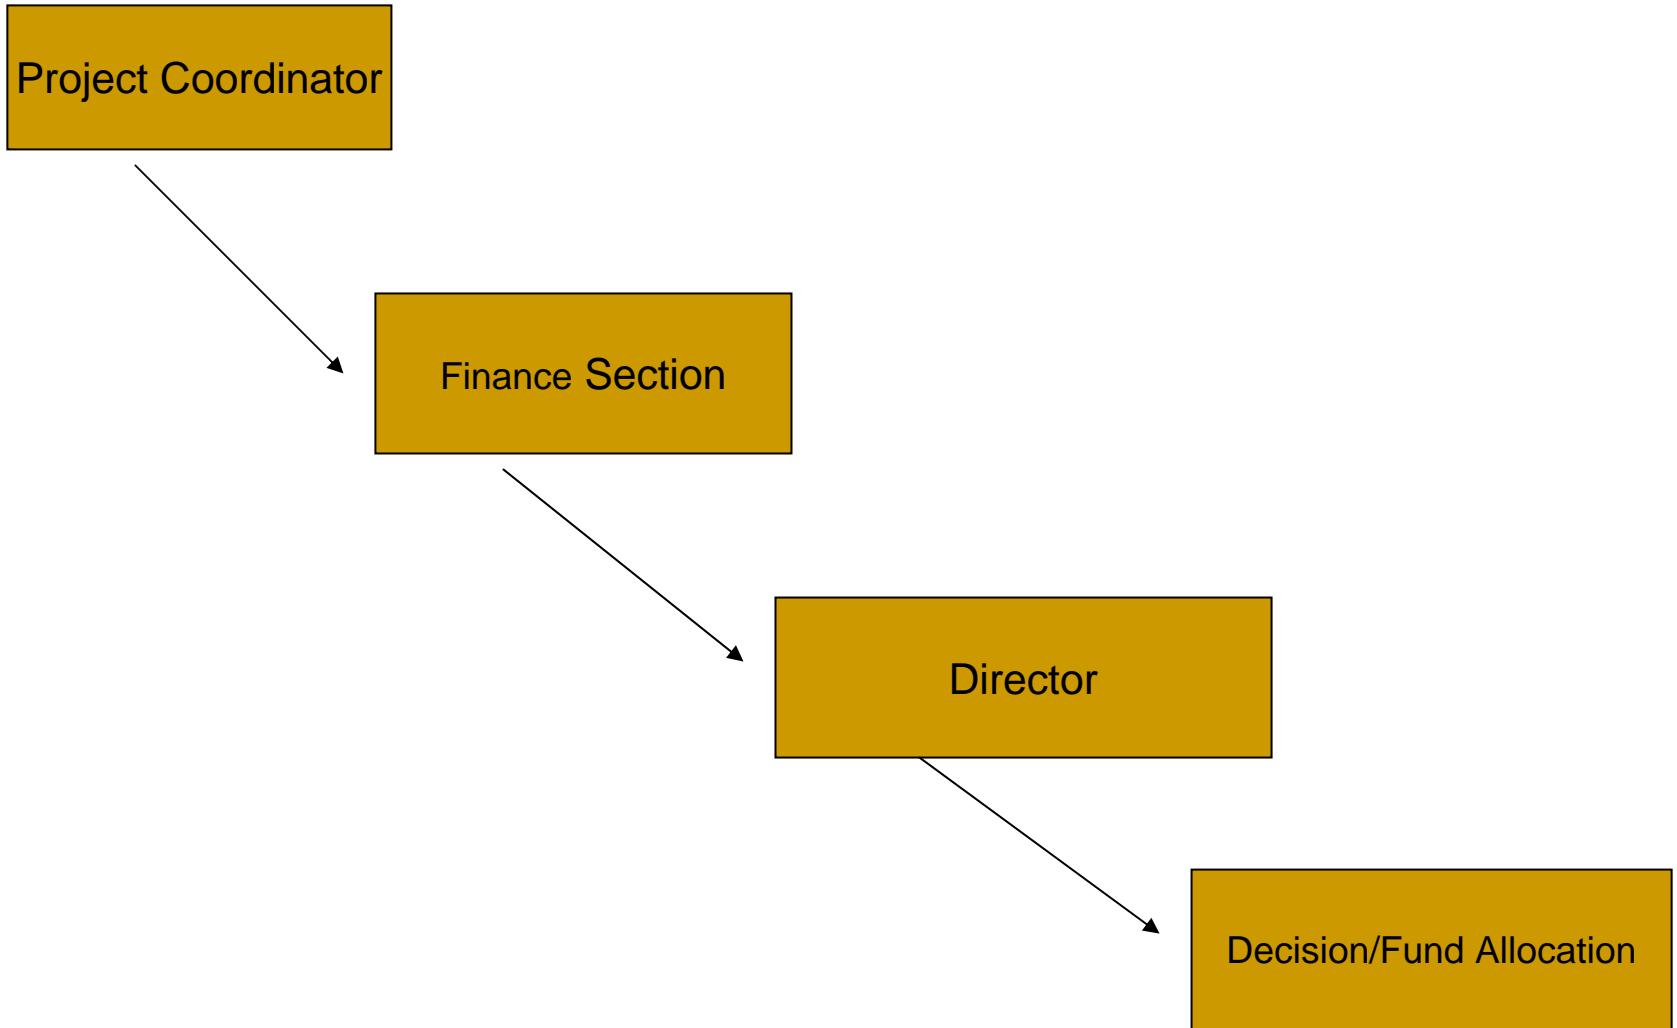 Project Coordinator
Finance Section
Director
Decision/Fund Allocation